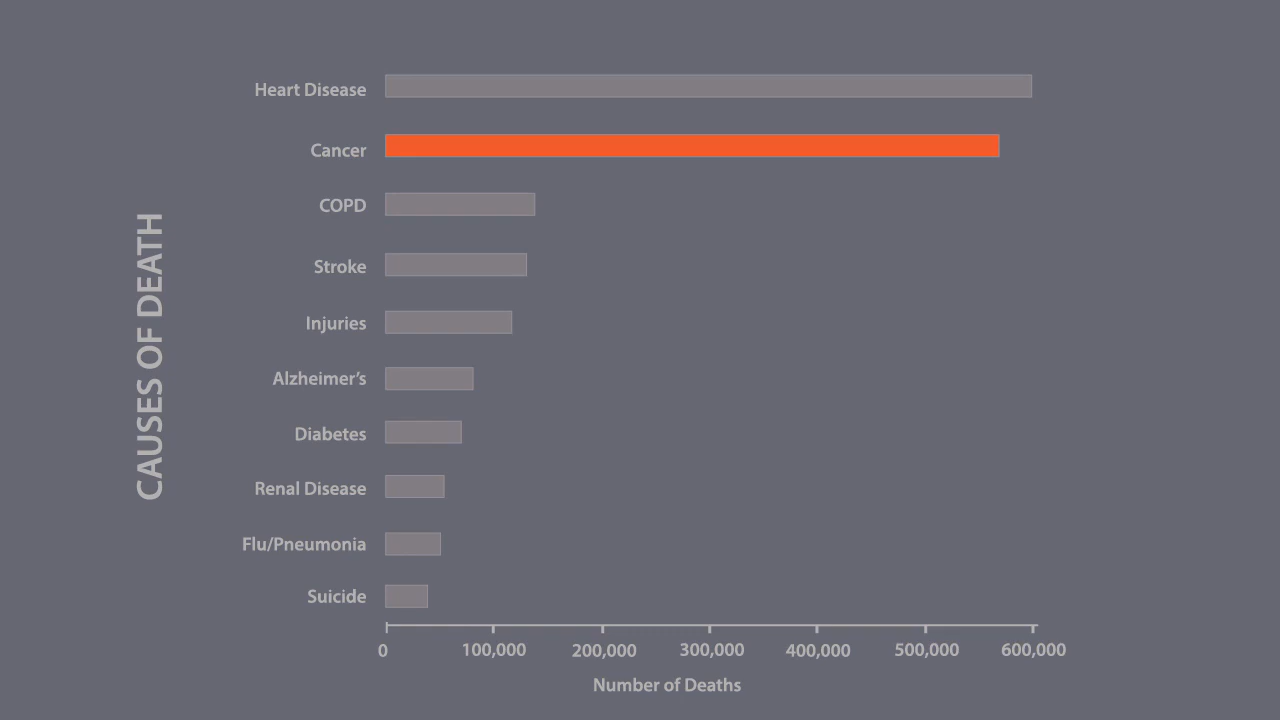 CAUSES OF DEATH
Heart Disease
Cancer
COPD
Stroke
Injuries
Alzheimer’s
Diabetes
Renal Disease
Flu/Pneumonia
Suicide
0 100,000 200,000 300,000 400,000 500,000 600,000
Number of Deaths